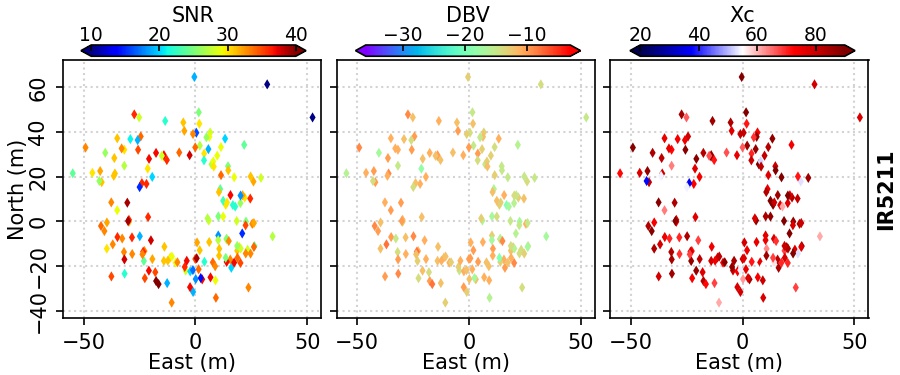 SNR DBV Xc
10 20 30 40 −30 −20 −10 20 40 60 80
60
40
20
0
−20
−40
North (m)
IR5211
−50 0 50 −50 0 50 −50 0 50
East (m) East (m) East (m)